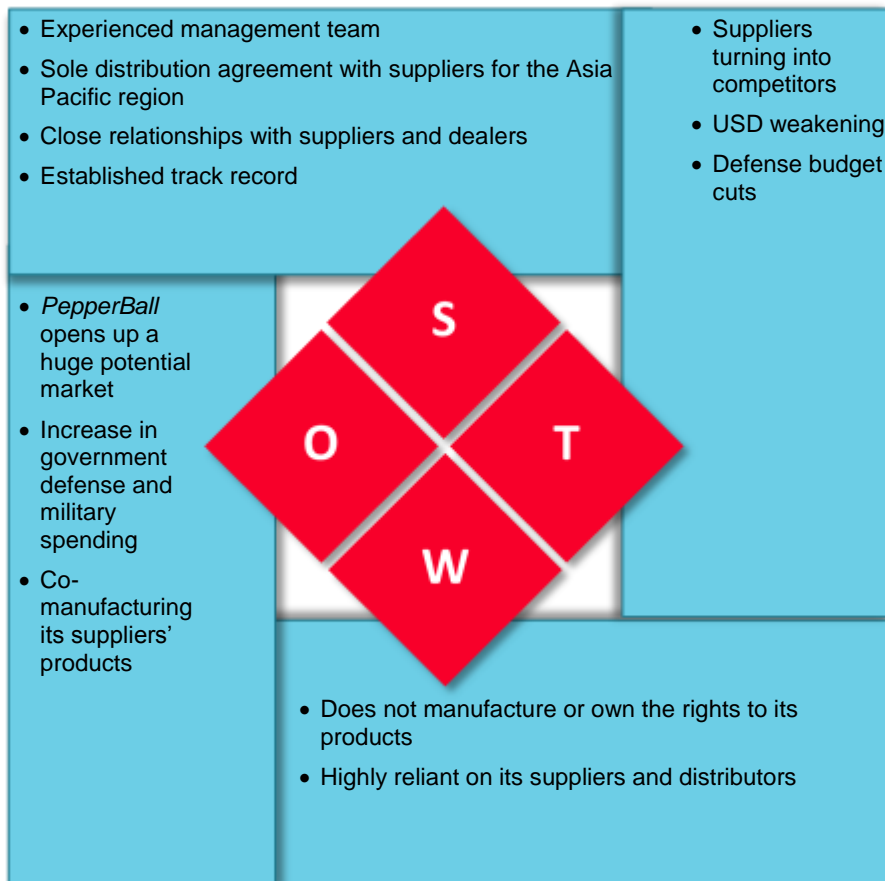 • Experienced management team
• Sole distribution agreement with suppliers for the Asia
Pacific region
• Close relationships with suppliers and dealers
• Established track record
• Suppliers
turning into
competitors
• USD weakening
• Defense budget
cuts
• PepperBall
opens up a
huge potential
market
• Increase in
government
defense and
military
spending
• Co-
manufacturing
its suppliers’
products
S
O
T
W
• Does not manufacture or own the rights to its
products
• Highly reliant on its suppliers and distributors